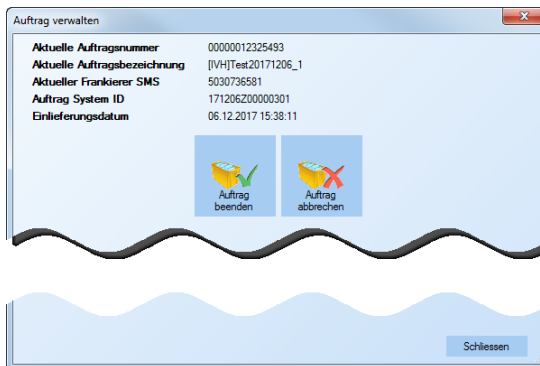 Auftrag verwalten
Aktuelle Auftragsnummer 00000012325493
Aktuelle Auftragsbezeichnung [IVH]Test20171206_1
Aktueller Frankierer SMS 5030736581
Auftrag System ID 171206Z00000301
Einlieferungsdatum 06.12.2017 15:38:11
Auftrag beenden
Auftrag abbrechen
Schliessen